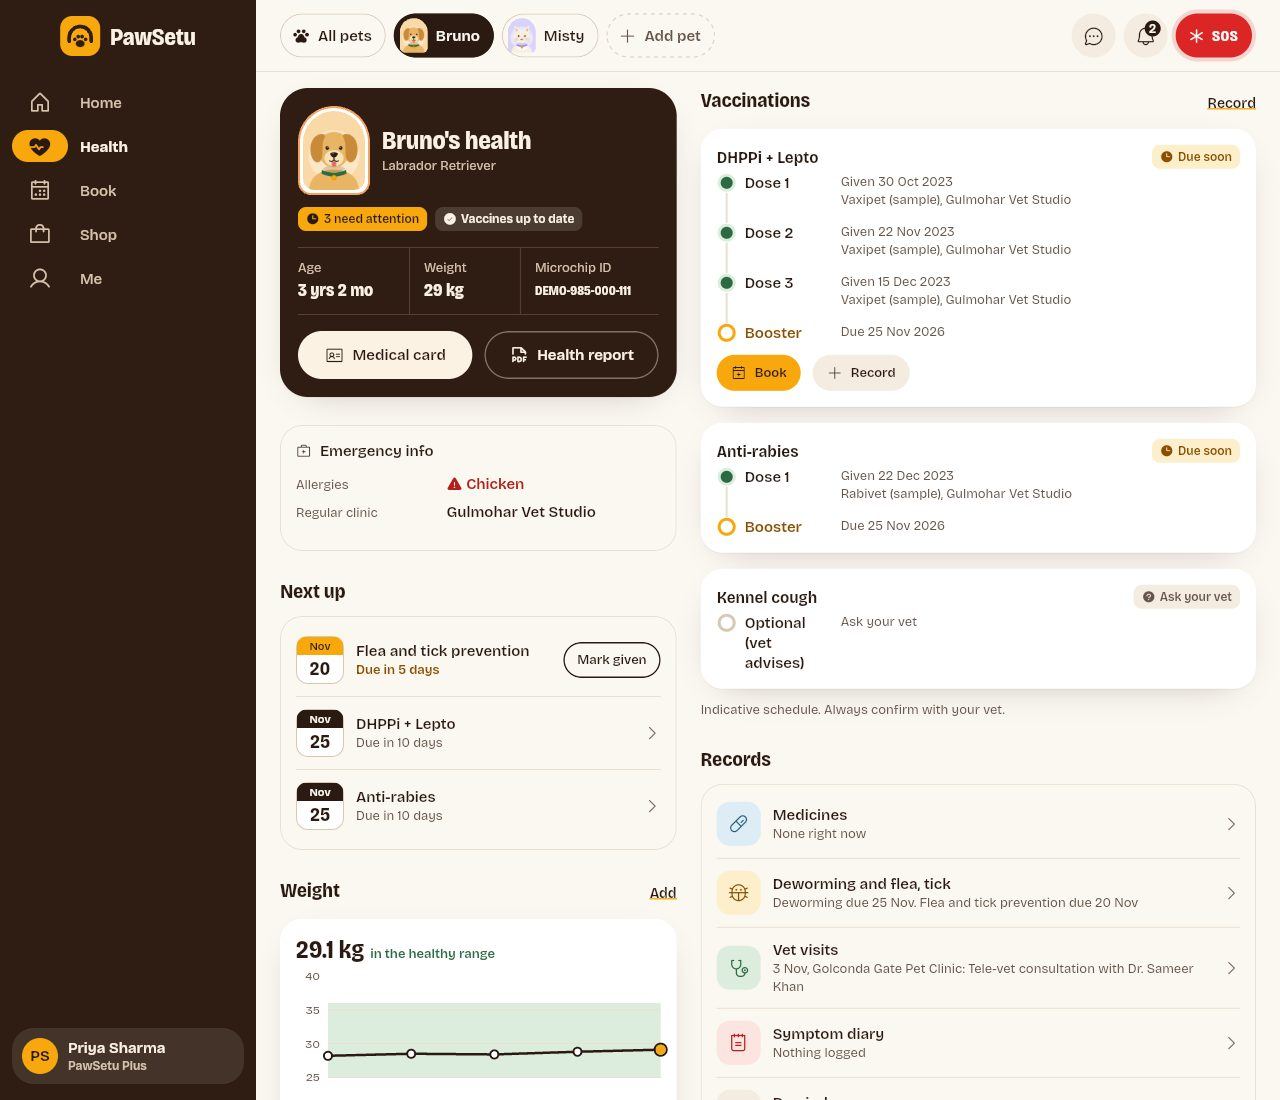 PawSetu
Home
Health
Book
Shop
Me
PS
Priya Sharma
PawSetu Plus
All pets
Bruno
Misty
Add pet
2
SOS
Bruno's health
Labrador Retriever
3 need attention
Vaccines up to date
Age
3 yrs 2 mo
Weight
29 kg
Microchip ID
DEMO-985-000-111
Medical card
PDF
Health report
Emergency info
Allergies
Chicken
Regular clinic
Gulmohar Vet Studio
Next up
Nov
20
Flea and tick prevention
Due in 5 days
Mark given
Nov
25
DHPPi + Lepto
Due in 10 days
Nov
25
Anti-rabies
Due in 10 days
Weight
Add
29.1 kg in the healthy range
40
35
30
25
Vaccinations
Record
DHPPi + Lepto
Due soon
Dose 1
Given 30 Oct 2023
Vaxipet (sample), Gulmohar Vet Studio
Dose 2
Given 22 Nov 2023
Vaxipet (sample), Gulmohar Vet Studio
Dose 3
Given 15 Dec 2023
Vaxipet (sample), Gulmohar Vet Studio
Booster
Due 25 Nov 2026
Book
Record
Anti-rabies
Due soon
Dose 1
Given 22 Dec 2023
Rabivet (sample), Gulmohar Vet Studio
Booster
Due 25 Nov 2026
Kennel cough
Ask your vet
Optional
(vet
advises)
Ask your vet
Indicative schedule. Always confirm with your vet.
Records
Medicines
None right now
Deworming and flea, tick
Deworming due 25 Nov. Flea and tick prevention due 20 Nov
Vet visits
3 Nov, Golconda Gate Pet Clinic: Tele-vet consultation with Dr. Sameer
Khan
Symptom diary
Nothing logged